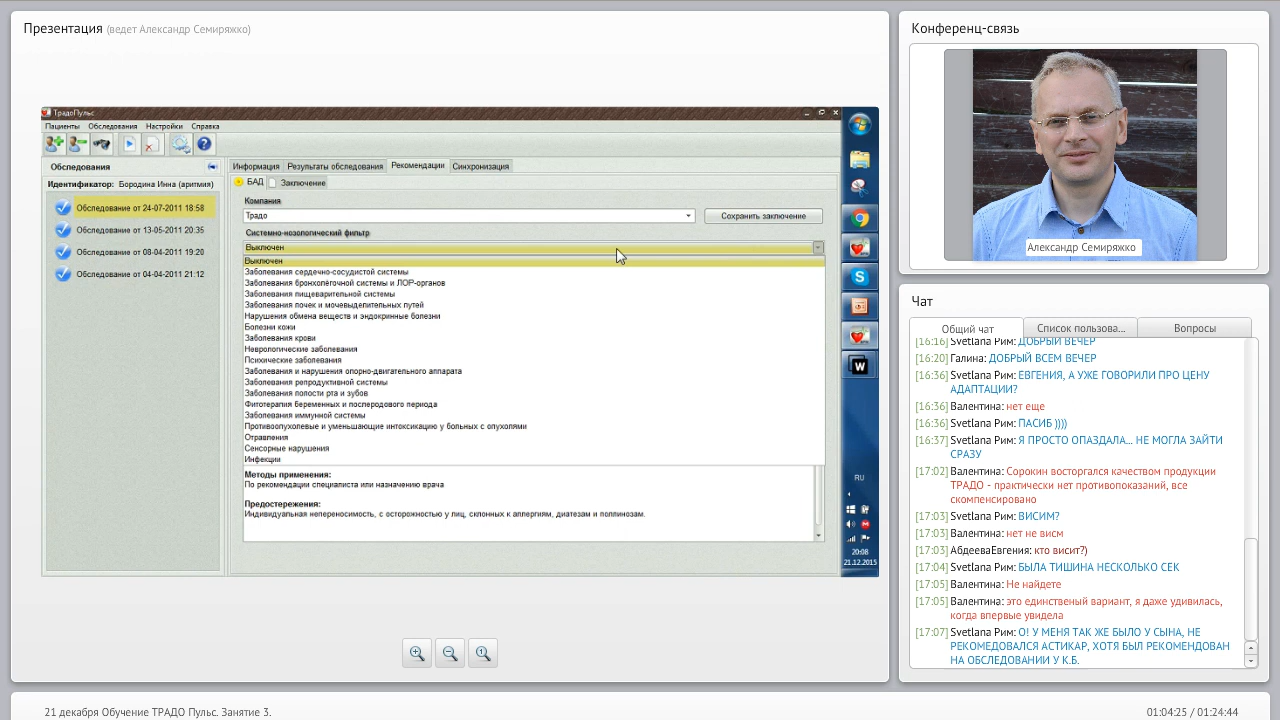 Презентация (ведет Александр Семиряжко)
ТрадоПульс
Пациенты Обследования Настройки Справка
Обследования
Идентификатор: Бородина Инна (аритмия)
Обследование от 24-07-2011 18:58
Обследование от 13-05-2011 20:35
Обследование от 08-04-2011 19:20
Обследование от 04-04-2011 21:12
Информация Результаты обследования Рекомендации Синхронизация
БАД Заключение
Компания
Традо Сохранить заключение
Системно-нозологический фильтр
Выключен
Выключен
Заболевания сердечно-сосудистой системы
Заболевания бронхолёгочной системы и ЛОР-органов
Заболевания пищеварительной системы
Заболевания почек и мочевыделительных путей
Нарушения обмена веществ и эндокринные болезни
Болезни кожи
Заболевания крови
Неврологические заболевания
Психические заболевания
Заболевания и нарушения опорно-двигательного аппарата
Заболевания репродуктивной системы
Заболевания полости рта и зубов
Фитотерапия беременных и послеродового периода
Заболевания иммунной системы
Противоопухолевые и уменьшающие интоксикацию у больных с опухолями
Отравления
Сенсорные нарушения
Инфекции
Методы применения:
По рекомендации специалиста или назначению врача
Предостережения:
Индивидуальная непереносимость, с осторожностью у лиц, склонных к аллергиям, диатезам и поллинозам.
W
RU
20:08
21.12.2015
Конференц-связь
Александр Семиряжко
Чат
Общий чат Список пользова... Вопросы
[16:16] Svetlana Рим: ДОБРЫЙ ВЕЧЕР
[16:20] Галина: ДОБРЫЙ ВСЕМ ВЕЧЕР
[16:36] Svetlana Рим: ЕВГЕНИЯ, А УЖЕ ГОВОРИЛИ ПРО ЦЕНУ
АДАПТАЦИИ?
[16:36] Валентина: нет еще
[16:36] Svetlana Рим: ПАСИБ ))))
[16:37] Svetlana Рим: Я ПРОСТО ОПАЗДАЛА... НЕ МОГЛА ЗАЙТИ
СРАЗУ
[17:02] Валентина: Сорокин восторгался качеством продукции
ТРАДО - практически нет противопоказаний, все
скомпенсировано
[17:03] Svetlana Рим: ВИСИМ?
[17:03] Валентина: нет не висм
[17:03] АбдееваЕвгения: кто висит?)
[17:04] Svetlana Рим: БЫЛА ТИШИНА НЕСКОЛЬКО СЕК
[17:05] Валентина: Не найдете
[17:05] Валентина: это единственый вариант, я даже удивилась,
когда впервые увидела
[17:07] Svetlana Рим: О! У МЕНЯ ТАК ЖЕ БЫЛО У СЫНА, НЕ
РЕКОМЕДОВАЛСЯ АСТИКАР, ХОТЯ БЫЛ РЕКОМЕНДОВАН
НА ОБСЛЕДОВАНИИ У К.Б.
21 декабря Обучение ТРАДО Пульс. Занятие 3.
01:04:25 / 01:24:44